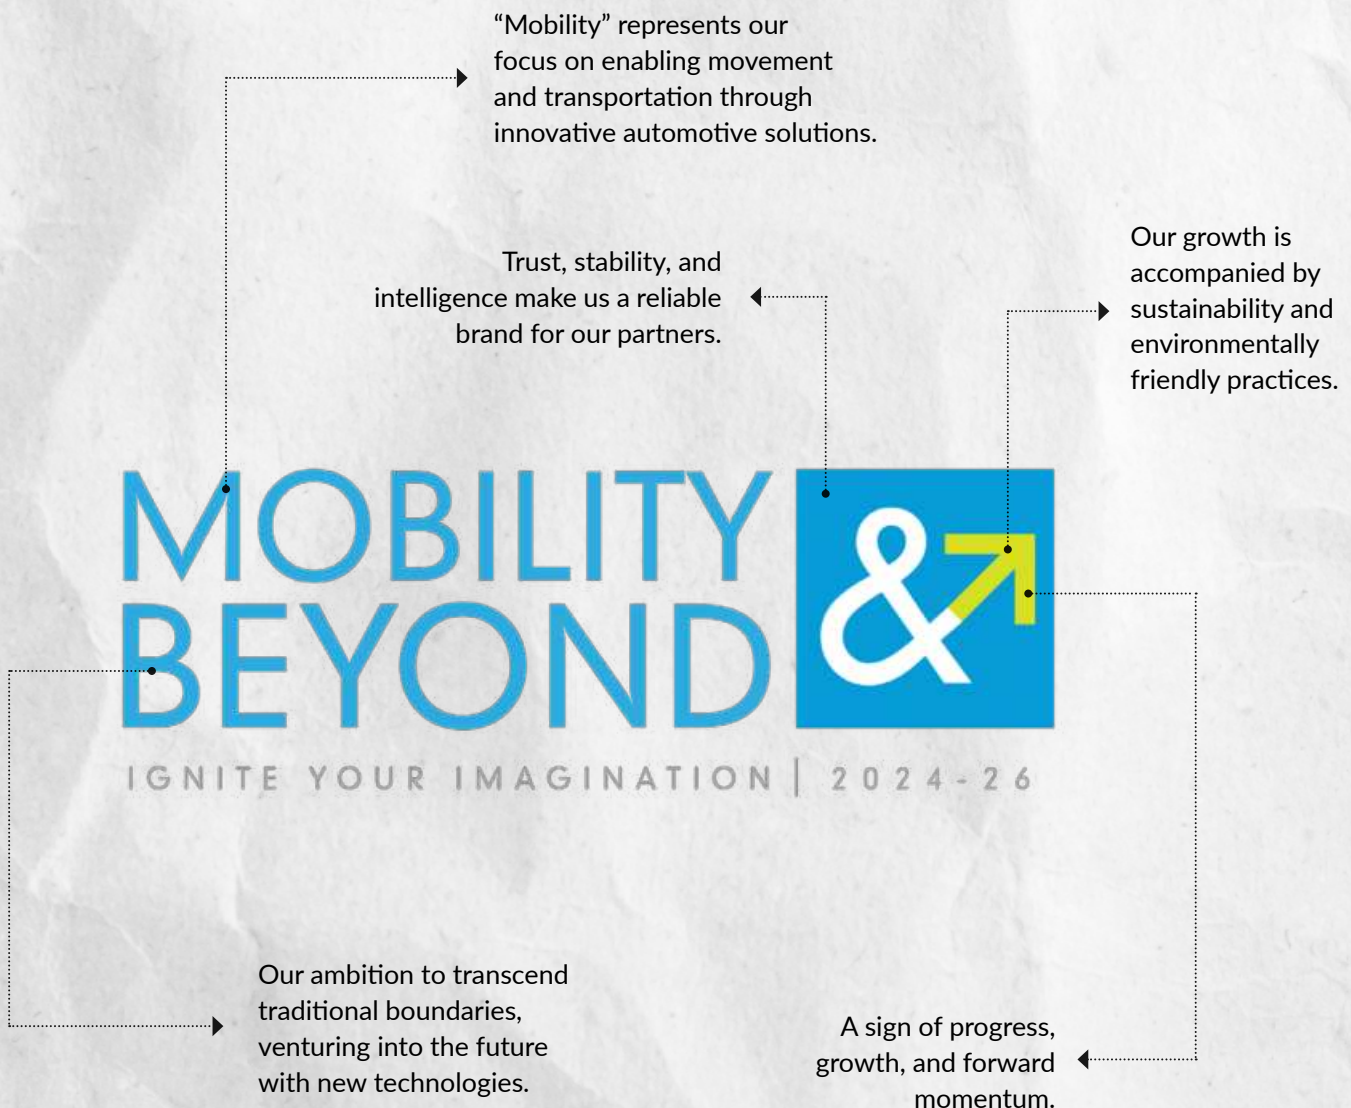 “Mobility” represents our
focus on enabling movement
and transportation through
innovative automotive solutions.
Trust, stability, and
intelligence make us a reliable
brand for our partners.
Our growth is
accompanied by
sustainability and
environmentally
friendly practices.
MOBILITY
BEYOND
&
IGNITE YOUR IMAGINATION | 2024-26
Our ambition to transcend
traditional boundaries,
venturing into the future
with new technologies.
A sign of progress,
growth, and forward
momentum.